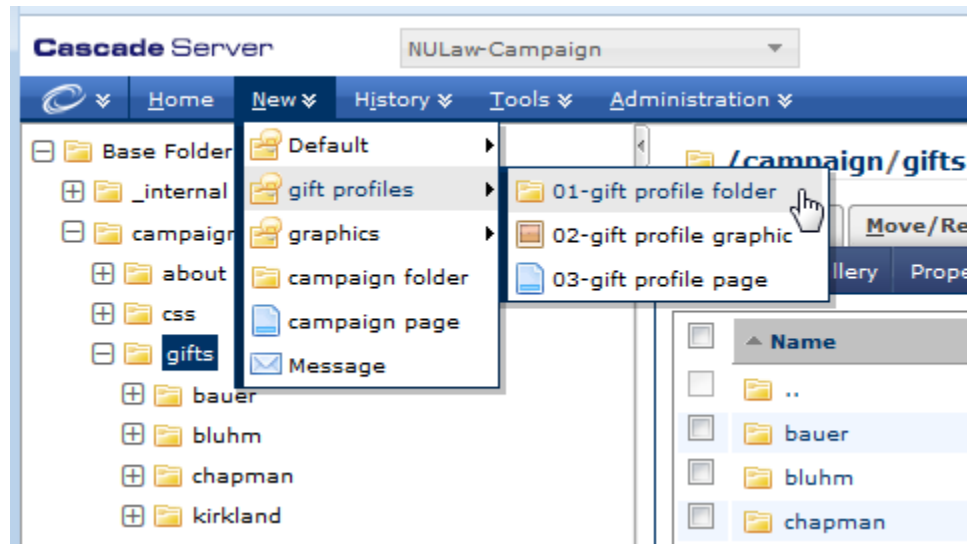 Cascade Server
NULaw-Campaign
Home New History Tools Administration
Base Folder
_internal
campaign
about
css
gifts
bauer
bluhm
chapman
kirkland
Default
gift profiles
graphics
campaign folder
campaign page
Message
01-gift profile folder
02-gift profile graphic
03-gift profile page
/campaign/gifts
Move/Re
llery Prope
Name
..
bauer
bluhm
chapman